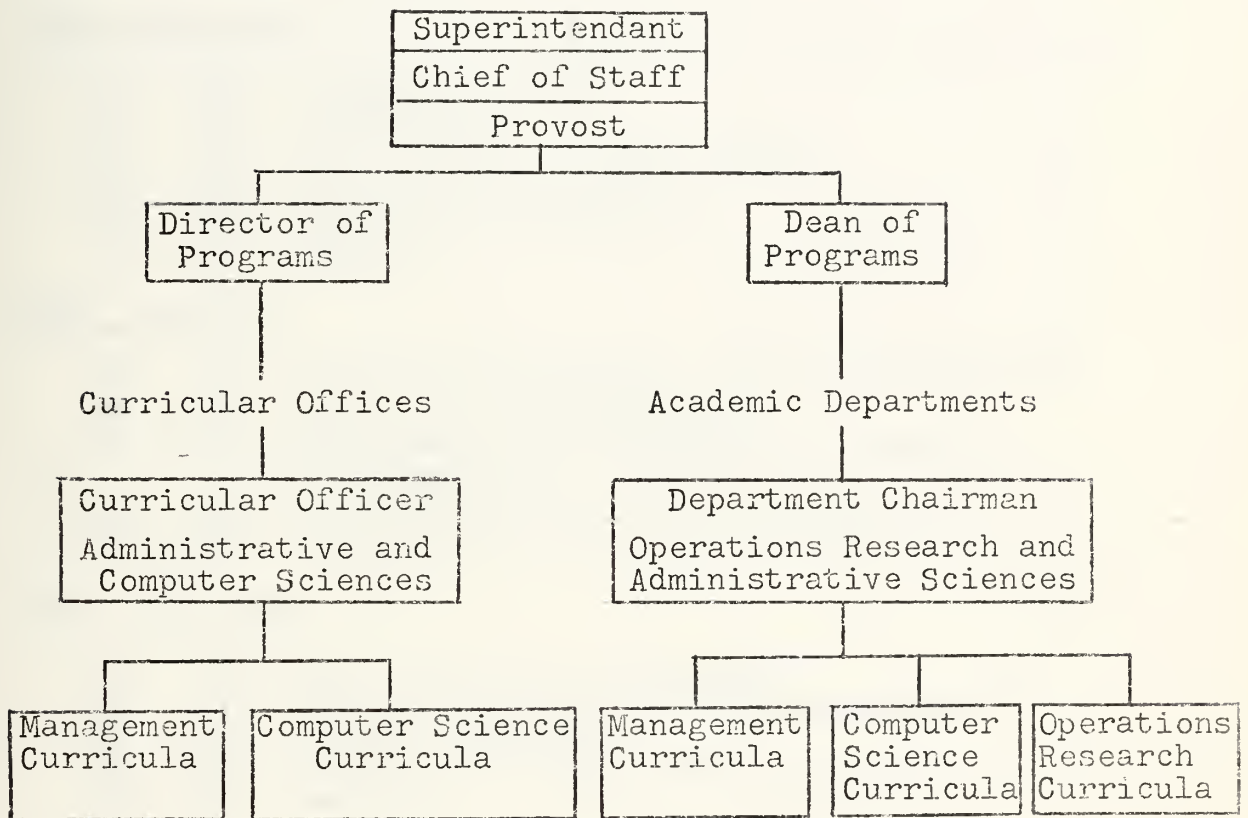 Superintendant
Chief of Staff
Provost
Director of
Programs
Dean of
Programs
Curricular Offices
Academic Departments
Curricular Officer
Administrative and
Computer Sciences
Department Chairman
Operations Research and
Administrative Sciences
Management
Curricula
Computer Science
Curricula
Management
Curricula
Computer
Science
Curricula
Operations
Research
Curricula